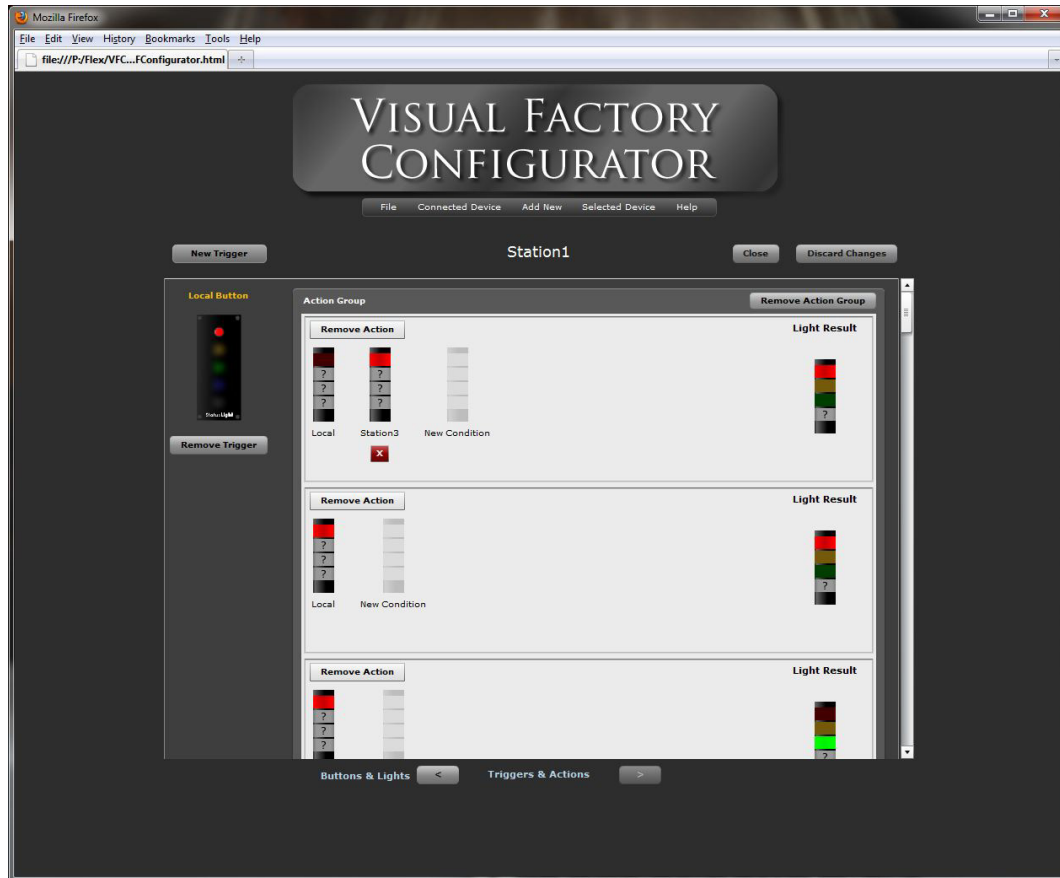 Mozilla Firefox
File Edit View History Bookmarks Tools Help
file:///P:/Flex/VFC...FConfigurator.html
VISUAL FACTORY
CONFIGURATOR
File Connected Device Add New Selected Device Help
New Trigger
Station1
Close
Discard Changes
Local Button
StatusLight
Remove Trigger
Action Group
Remove Action Group
Remove Action
Light Result
?
?
?
?
?
?
?
Local
Station3
New Condition
X
Remove Action
Light Result
?
?
?
?
Local
New Condition
Remove Action
Light Result
?
?
?
?
Buttons & Lights
<
Triggers & Actions
>